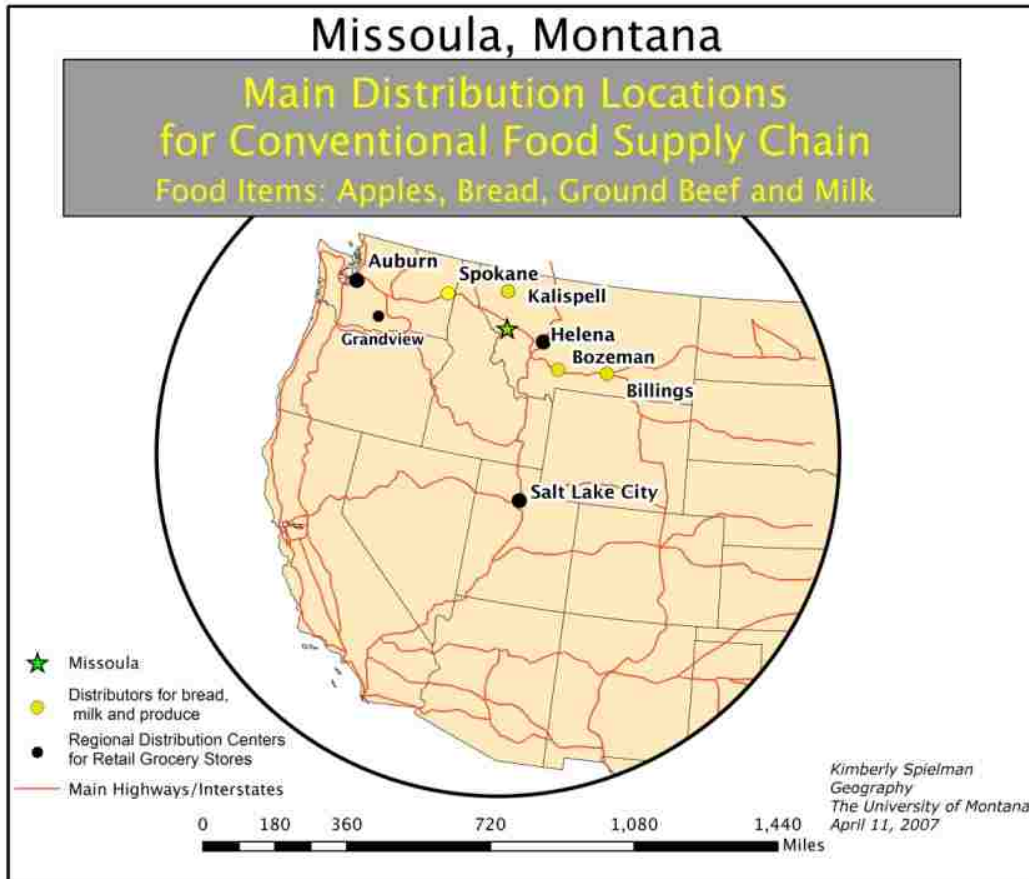 Missoula, Montana
Main Distribution Locations
for Conventional Food Supply Chain
Food Items: Apples, Bread, Ground Beef and Milk
Auburn
Spokane
Kalispell
Grandview
Helena
Bozeman
Billings
Salt Lake City
Missoula
Distributors for bread,
milk and produce
Regional Distribution Centers
for Retail Grocery Stores
Main Highways/Interstates
Kimberly Spielman
Geography
The University of Montana
April 11, 2007
0 180 360 720 1,080 1,440
Miles